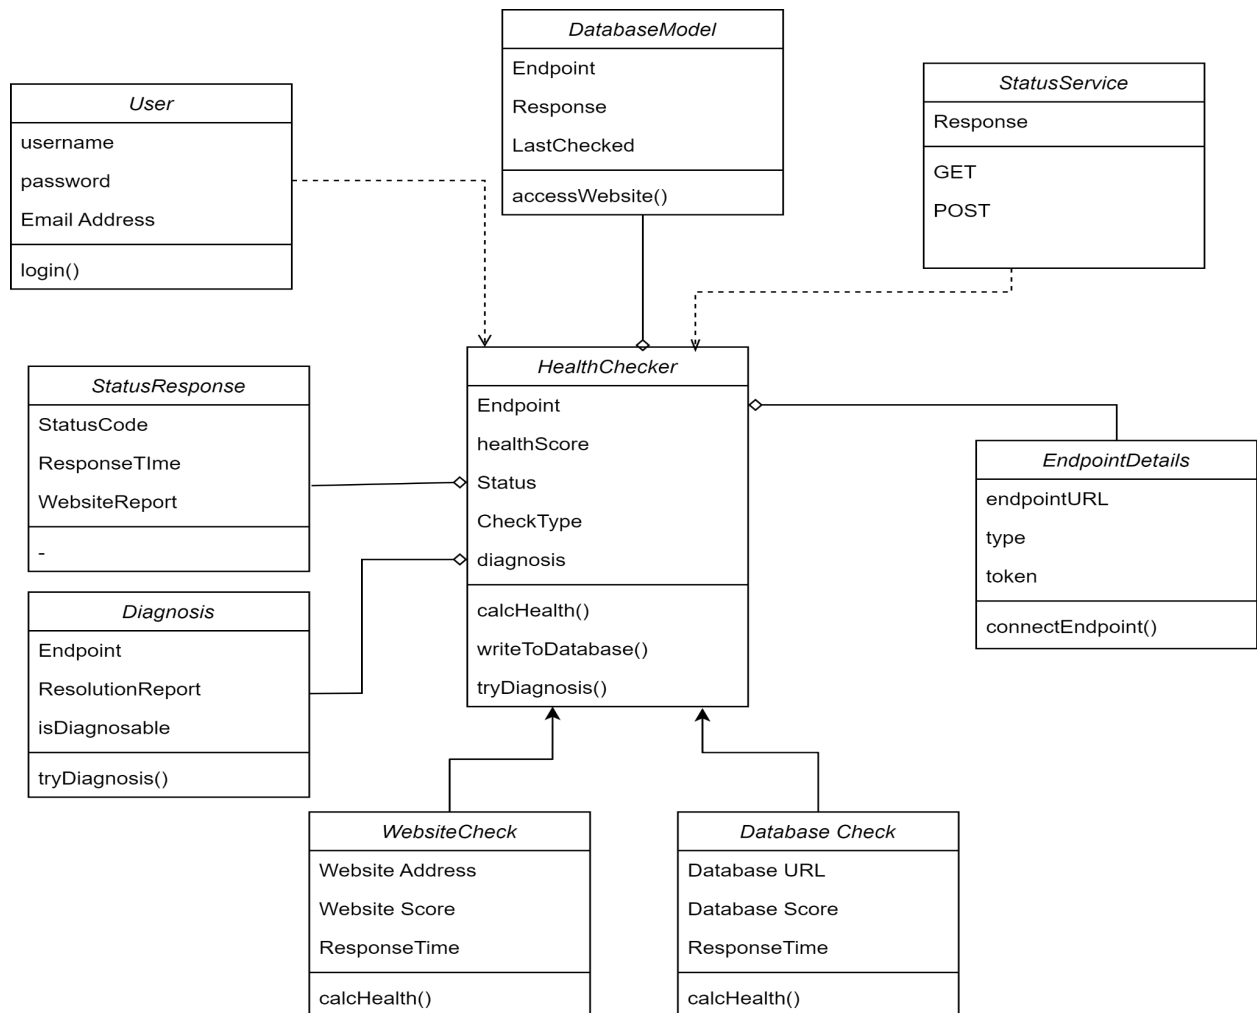 DatabaseModel
Endpoint
Response
LastChecked
accessWebsite()
StatusService
Response
GET
POST
User
username
password
Email Address
login()
HealthChecker
Endpoint
healthScore
Status
CheckType
diagnosis
calcHealth()
writeToDatabase()
tryDiagnosis()
StatusResponse
StatusCode
ResponseTIme
WebsiteReport
-
EndpointDetails
endpointURL
type
token
connectEndpoint()
Diagnosis
Endpoint
ResolutionReport
isDiagnosable
tryDiagnosis()
WebsiteCheck
Website Address
Website Score
ResponseTime
calcHealth()
Database Check
Database URL
Database Score
ResponseTime
calcHealth()